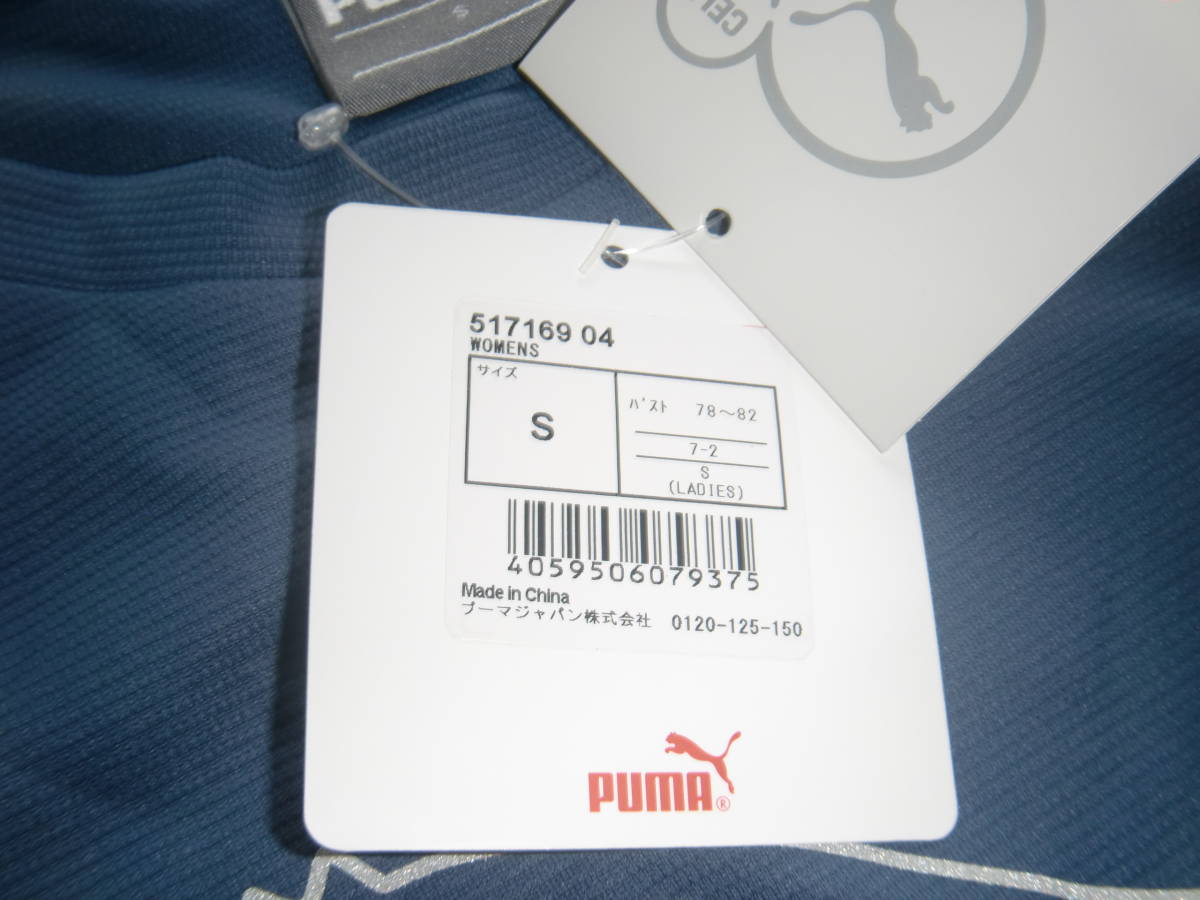 S
CELL
517169 04
WOMENS
サイズ
S
バスト 78～82
7-2
S
(LADIES)
4059506079375
Made in China
プーマジャパン株式会社 0120-125-150
PUMA®